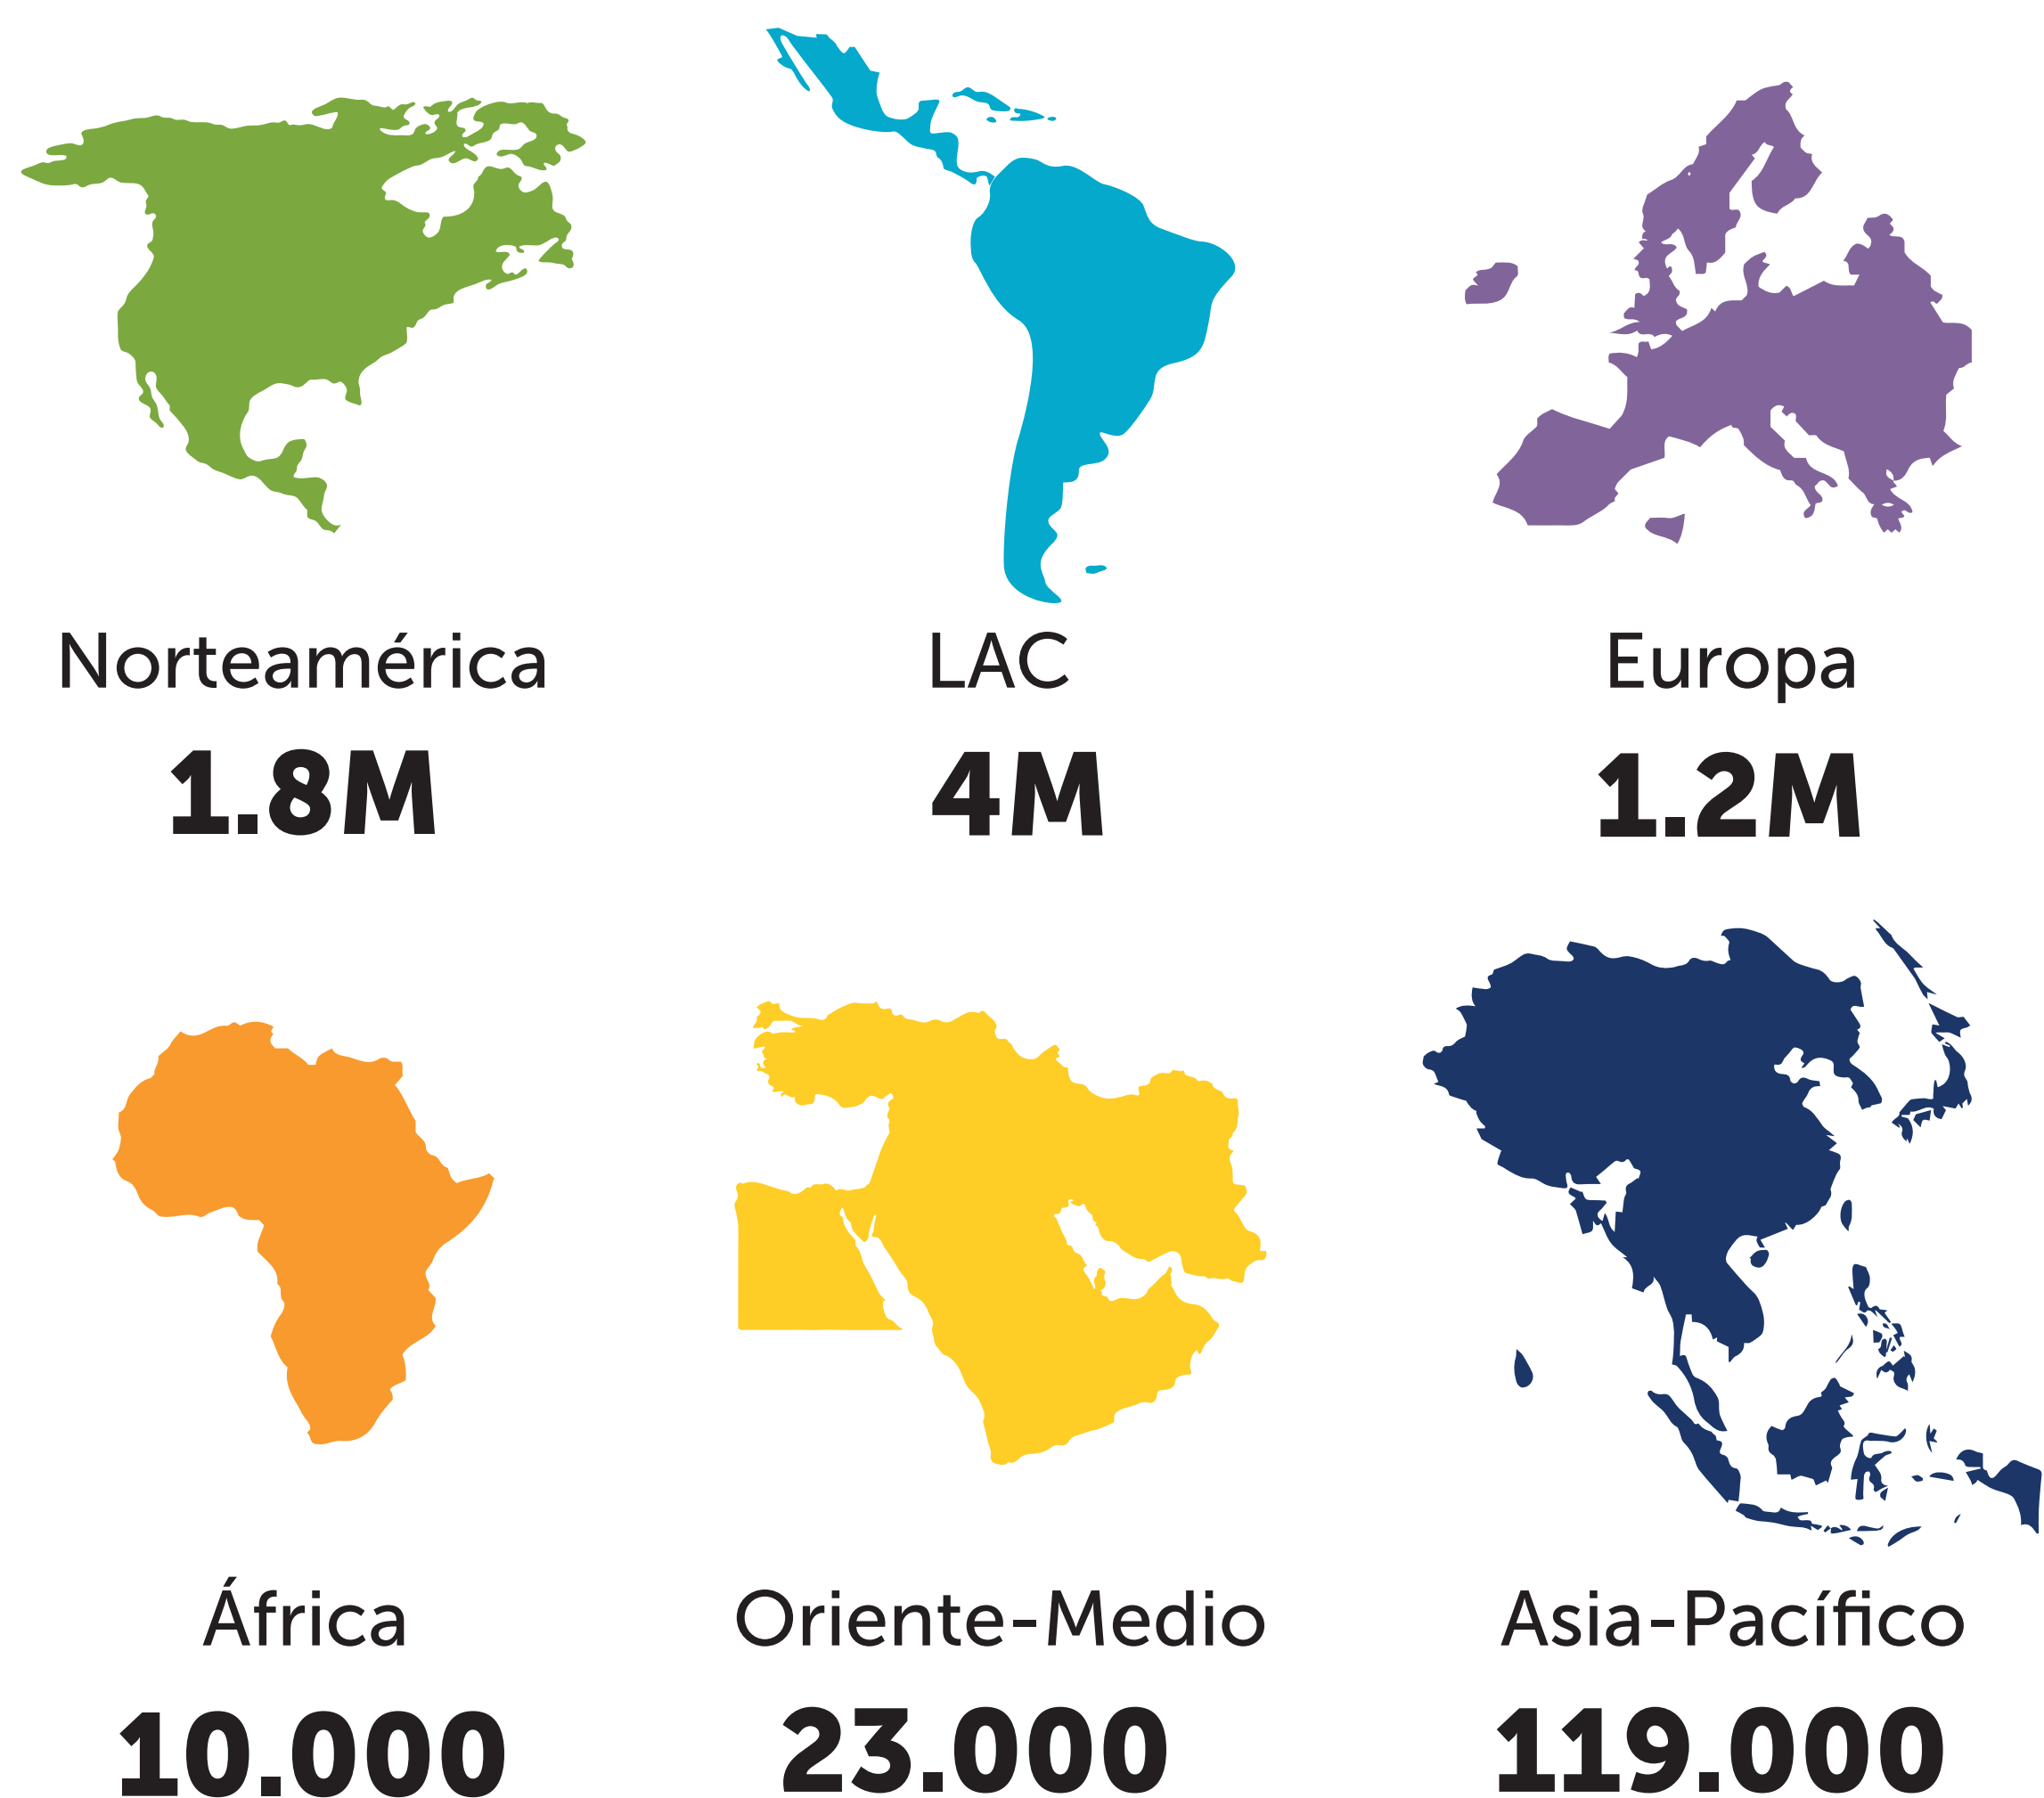 Norteamérica
1.8M
LAC
4M
Europa
1.2M
África
10.000
Oriente-Medio
23.000
Asia-Pacífico
119.000